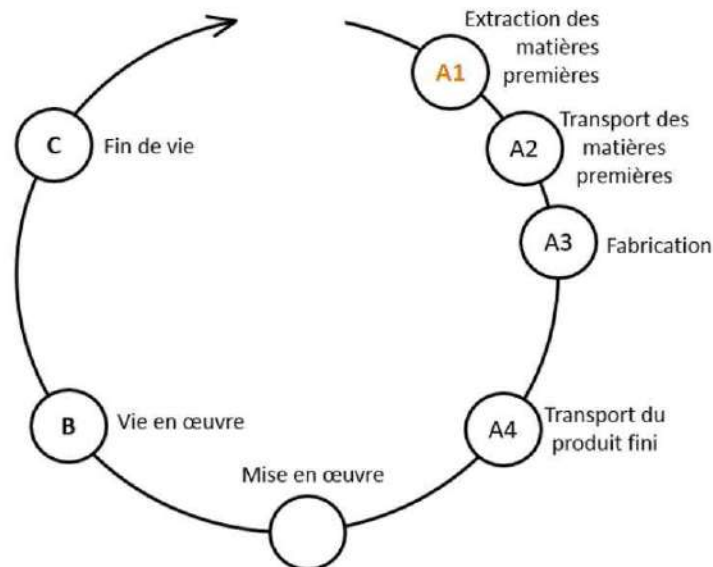 Extraction des
matières
premières
A1
Transport des
matières
premières
A2
A3
Fabrication
A4
Transport du
produit fini
Mise en œuvre
B
Vie en œuvre
C
Fin de vie